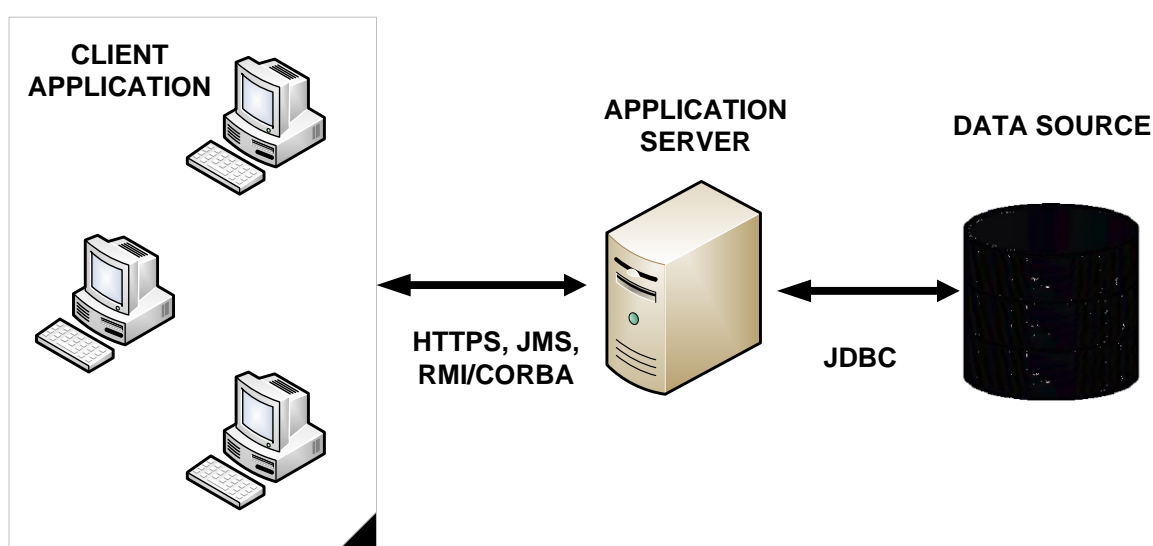 CLIENT
APPLICATION
APPLICATION
SERVER
DATA SOURCE
HTTPS, JMS,
RMI/CORBA
JDBC